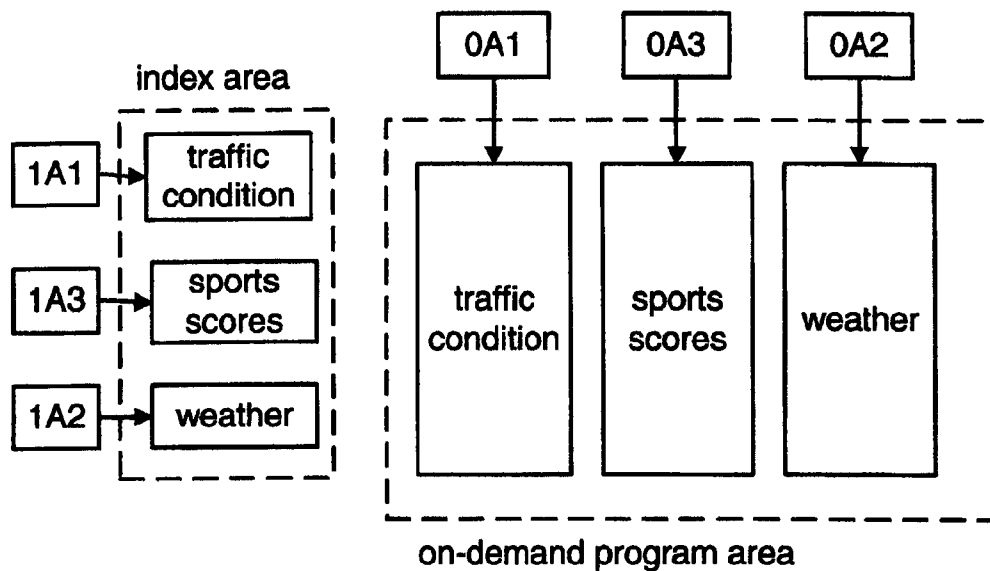 index area
1A1
traffic
condition
1A3
sports
scores
1A2
weather
0A1
0A3
0A2
traffic
condition
sports
scores
weather
on-demand program area